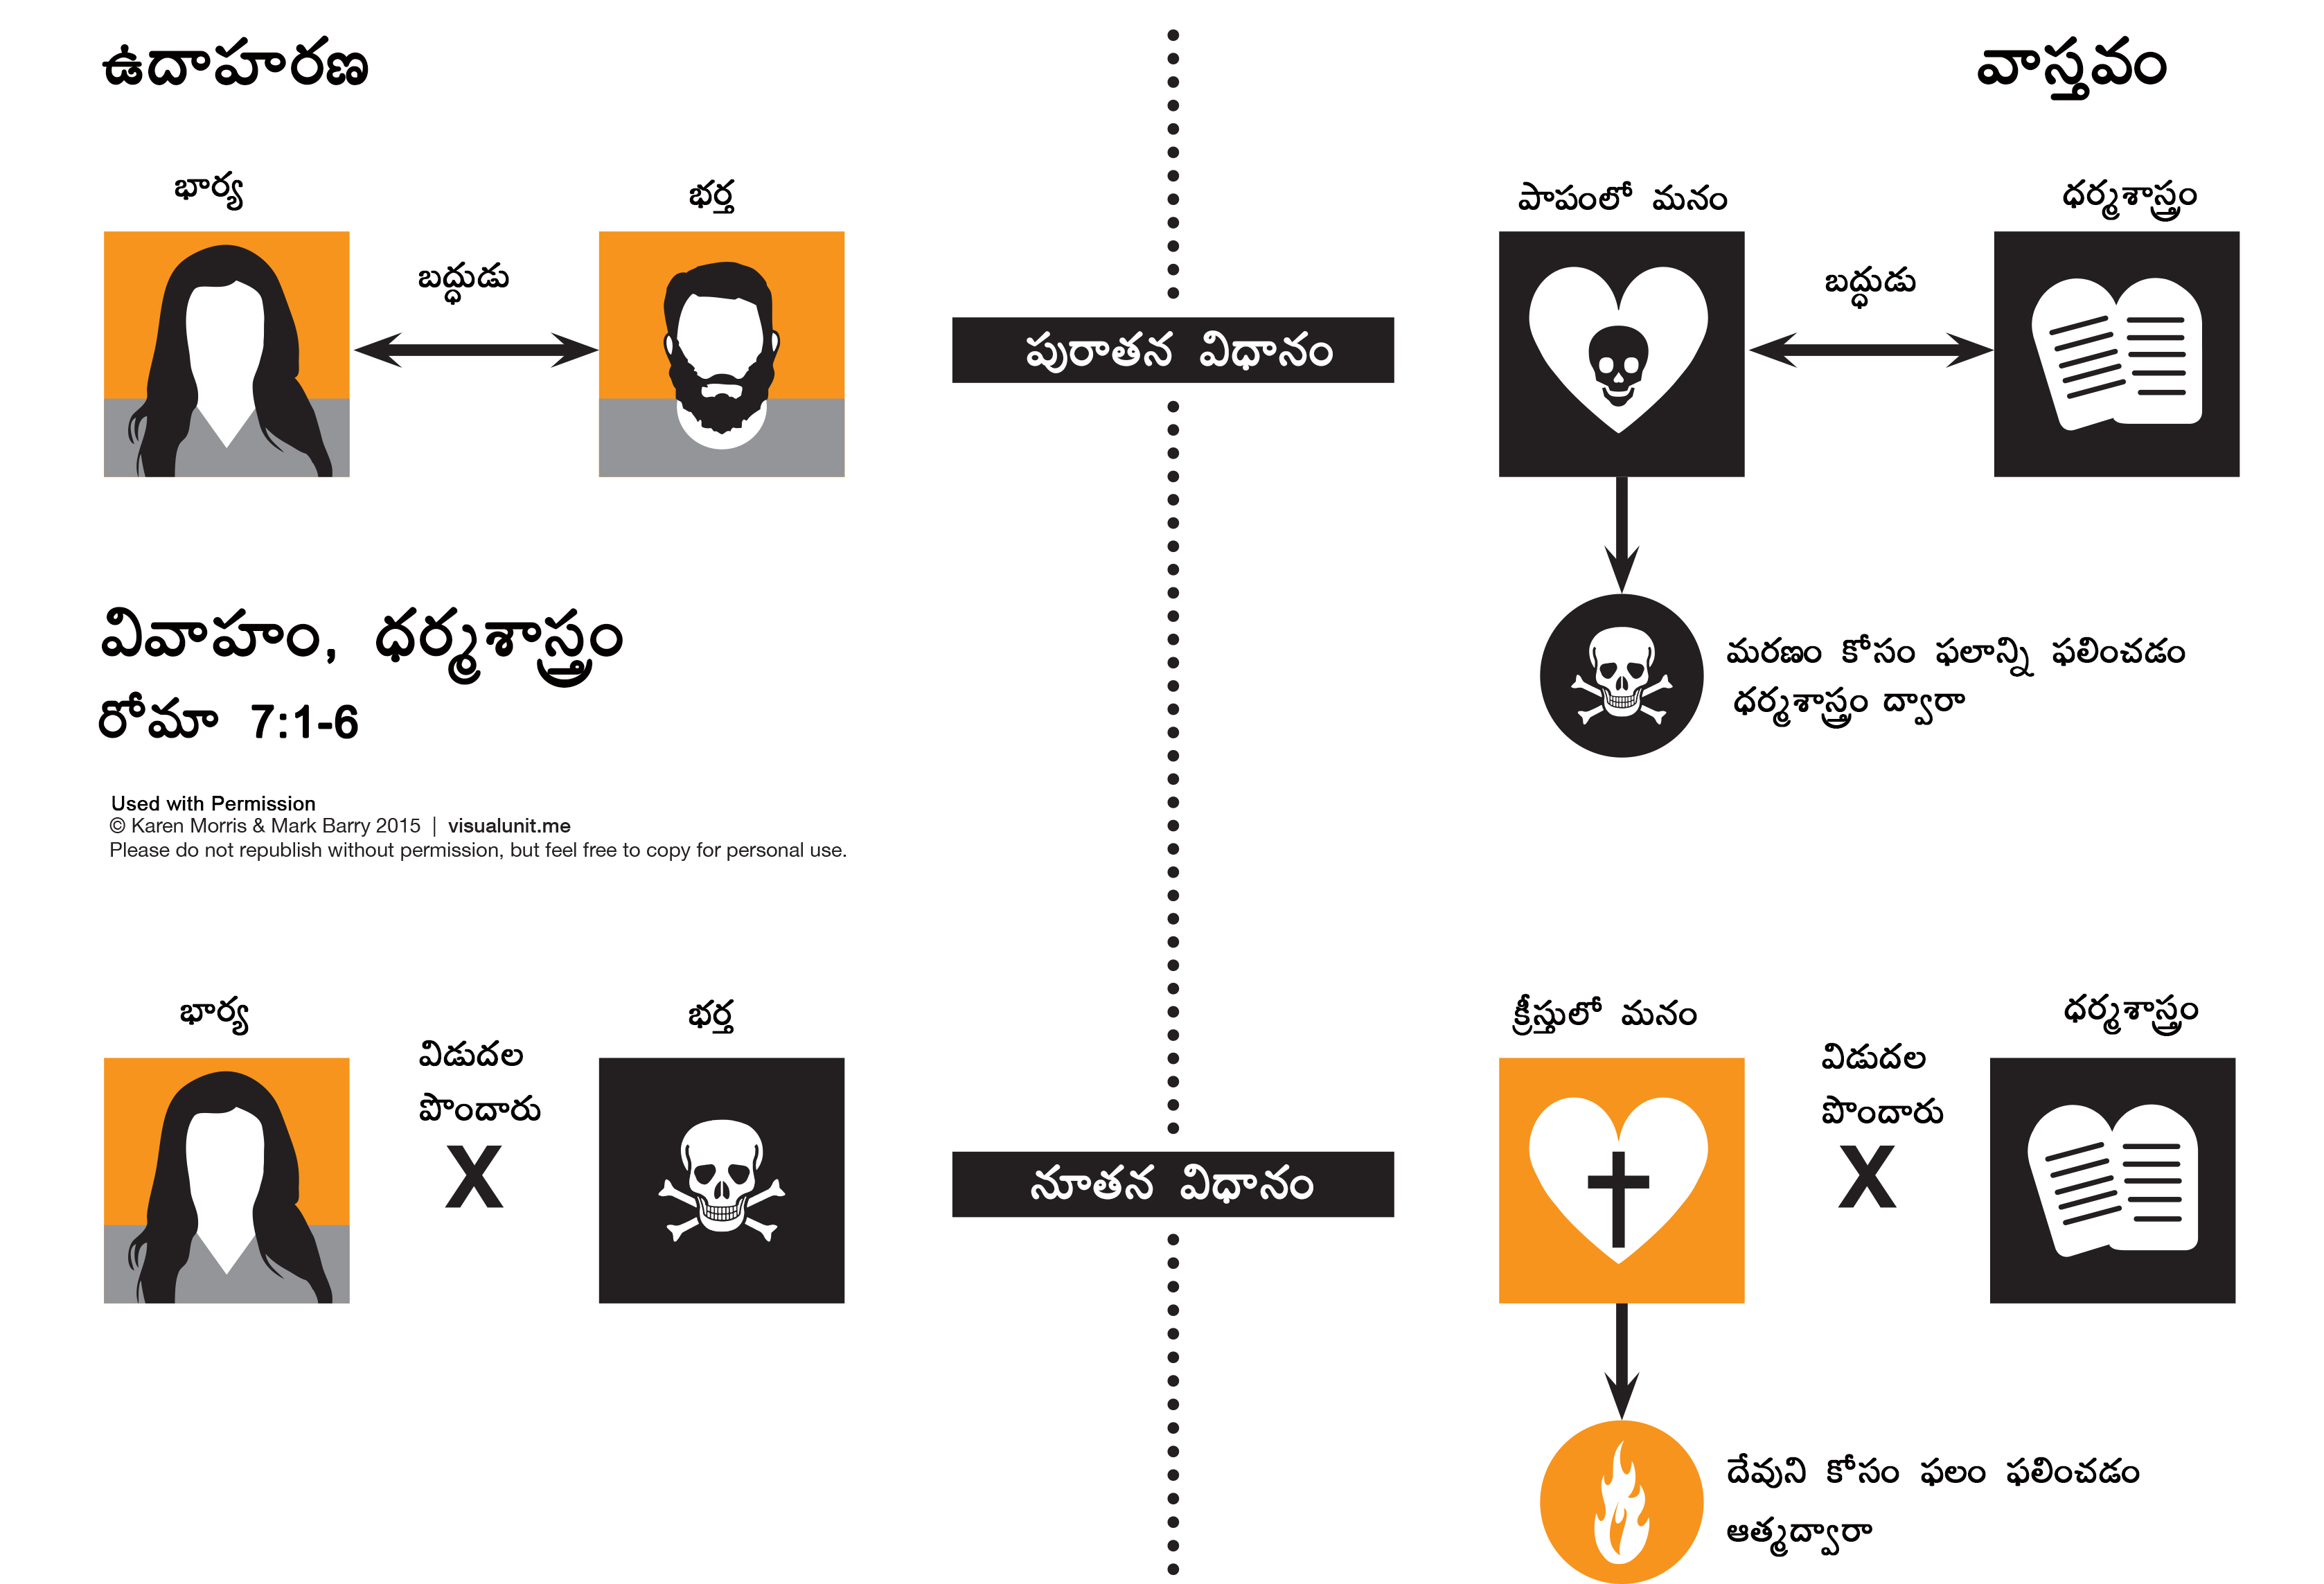 ఉదాహరణ
వాస్తవం
భార్య
భర్త
పాపంలో మనం
ధర్మశాస్త్రం
బద్ధుడు
బద్ధుడు
పురాతన విధానం
వివాహం, ధర్మశాస్త్రం
రోమా 7:1-6
మరణం కోసం ఫలాన్ని ఫలించడం
ధర్మశాస్త్రం ద్వారా
Used with Permission
© Karen Morris & Mark Barry 2015 | visualunit.me
Please do not republish without permission, but feel free to copy for personal use.
భార్య
భర్త
క్రీస్తులో మనం
ధర్మశాస్త్రం
విడుదల
పొందారు
X
విడుదల
పొందారు
X
నూతన విధానం
దేవుని కోసం ఫలం ఫలించడం
ఆత్మద్వారా